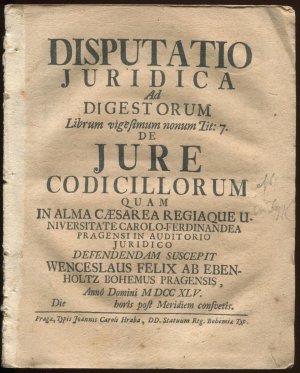 DISPUTATIO
JURIDICA
Ad
DIGESTORUM
Librum vigesimum nonum Tit: 7.
DE
JURE
CODICILLORUM
QUAM
IN ALMA CÆSAREA REGIAQUE U-
NIVERSITATE CAROLO-FERDINANDEA
PRAGENSI IN AUDITORIO
JURIDICO
DEFENDENDAM SUSCEPIT
WENCESLAUS FELIX AB EBEN-
HOLTZ BOHEMUS PRAGENSIS,
Annô Domini M DCC XLV.
Die horis post Meridiem consvetis.
Pragæ, Typis Joannis Caroli Hraba, DD. Statuum Reg. Bohemiæ Typ.